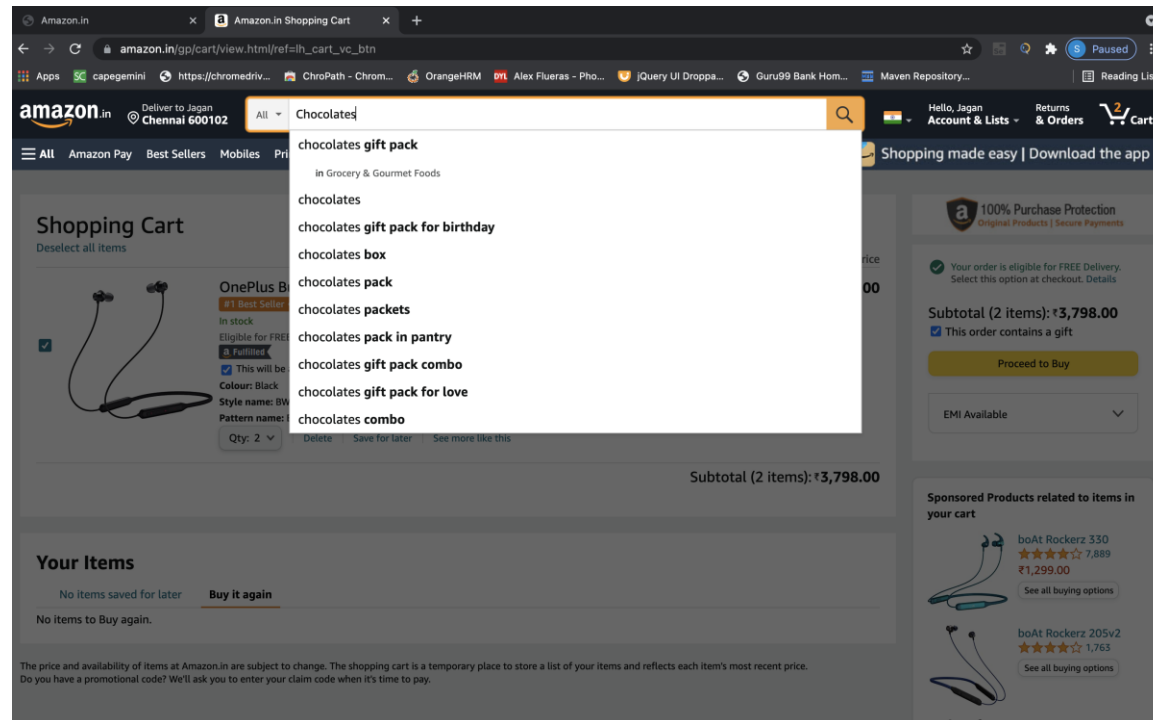 Amazon.in
Amazon.in Shopping Cart
amazon.in/gp/cart/view.html/ref=lh_cart_vc_btn
Paused
Apps capegemini https://chromedriv... ChroPath - Chrom... OrangeHRM Alex Flueras - Pho... jQuery UI Droppa... Guru99 Bank Hom... Maven Repository... Reading Lis
amazon.in
Deliver to Jagan
Chennai 600102
All
Chocolates
Hello, Jagan
Account & Lists
Returns
& Orders
2
Cart
All Amazon Pay Best Sellers Mobiles Pri
Shopping made easy | Download the app
chocolates gift pack
in Grocery & Gourmet Foods
chocolates
chocolates gift pack for birthday
chocolates box
chocolates pack
chocolates packets
chocolates pack in pantry
chocolates gift pack combo
chocolates gift pack for love
chocolates combo
Shopping Cart
Deselect all items
rice
OnePlus B
00
#1 Best Seller
In stock
Eligible for FREE
a Fulfilled
This will be
Colour: Black
Style name: BW
Pattern name:
Qty: 2 Delete Save for later See more like this
Subtotal (2 items): ₹3,798.00
100% Purchase Protection
Original Products | Secure Payments
Your order is eligible for FREE Delivery.
Select this option at checkout. Details
Subtotal (2 items): ₹3,798.00
This order contains a gift
Proceed to Buy
EMI Available
Sponsored Products related to items in
your cart
boAt Rockerz 330
7,889
₹1,299.00
See all buying options
boAt Rockerz 205v2
1,763
See all buying options
Your Items
No items saved for later Buy it again
No items to Buy again.
The price and availability of items at Amazon.in are subject to change. The shopping cart is a temporary place to store a list of your items and reflects each item's most recent price.
Do you have a promotional code? We'll ask you to enter your claim code when it's time to pay.